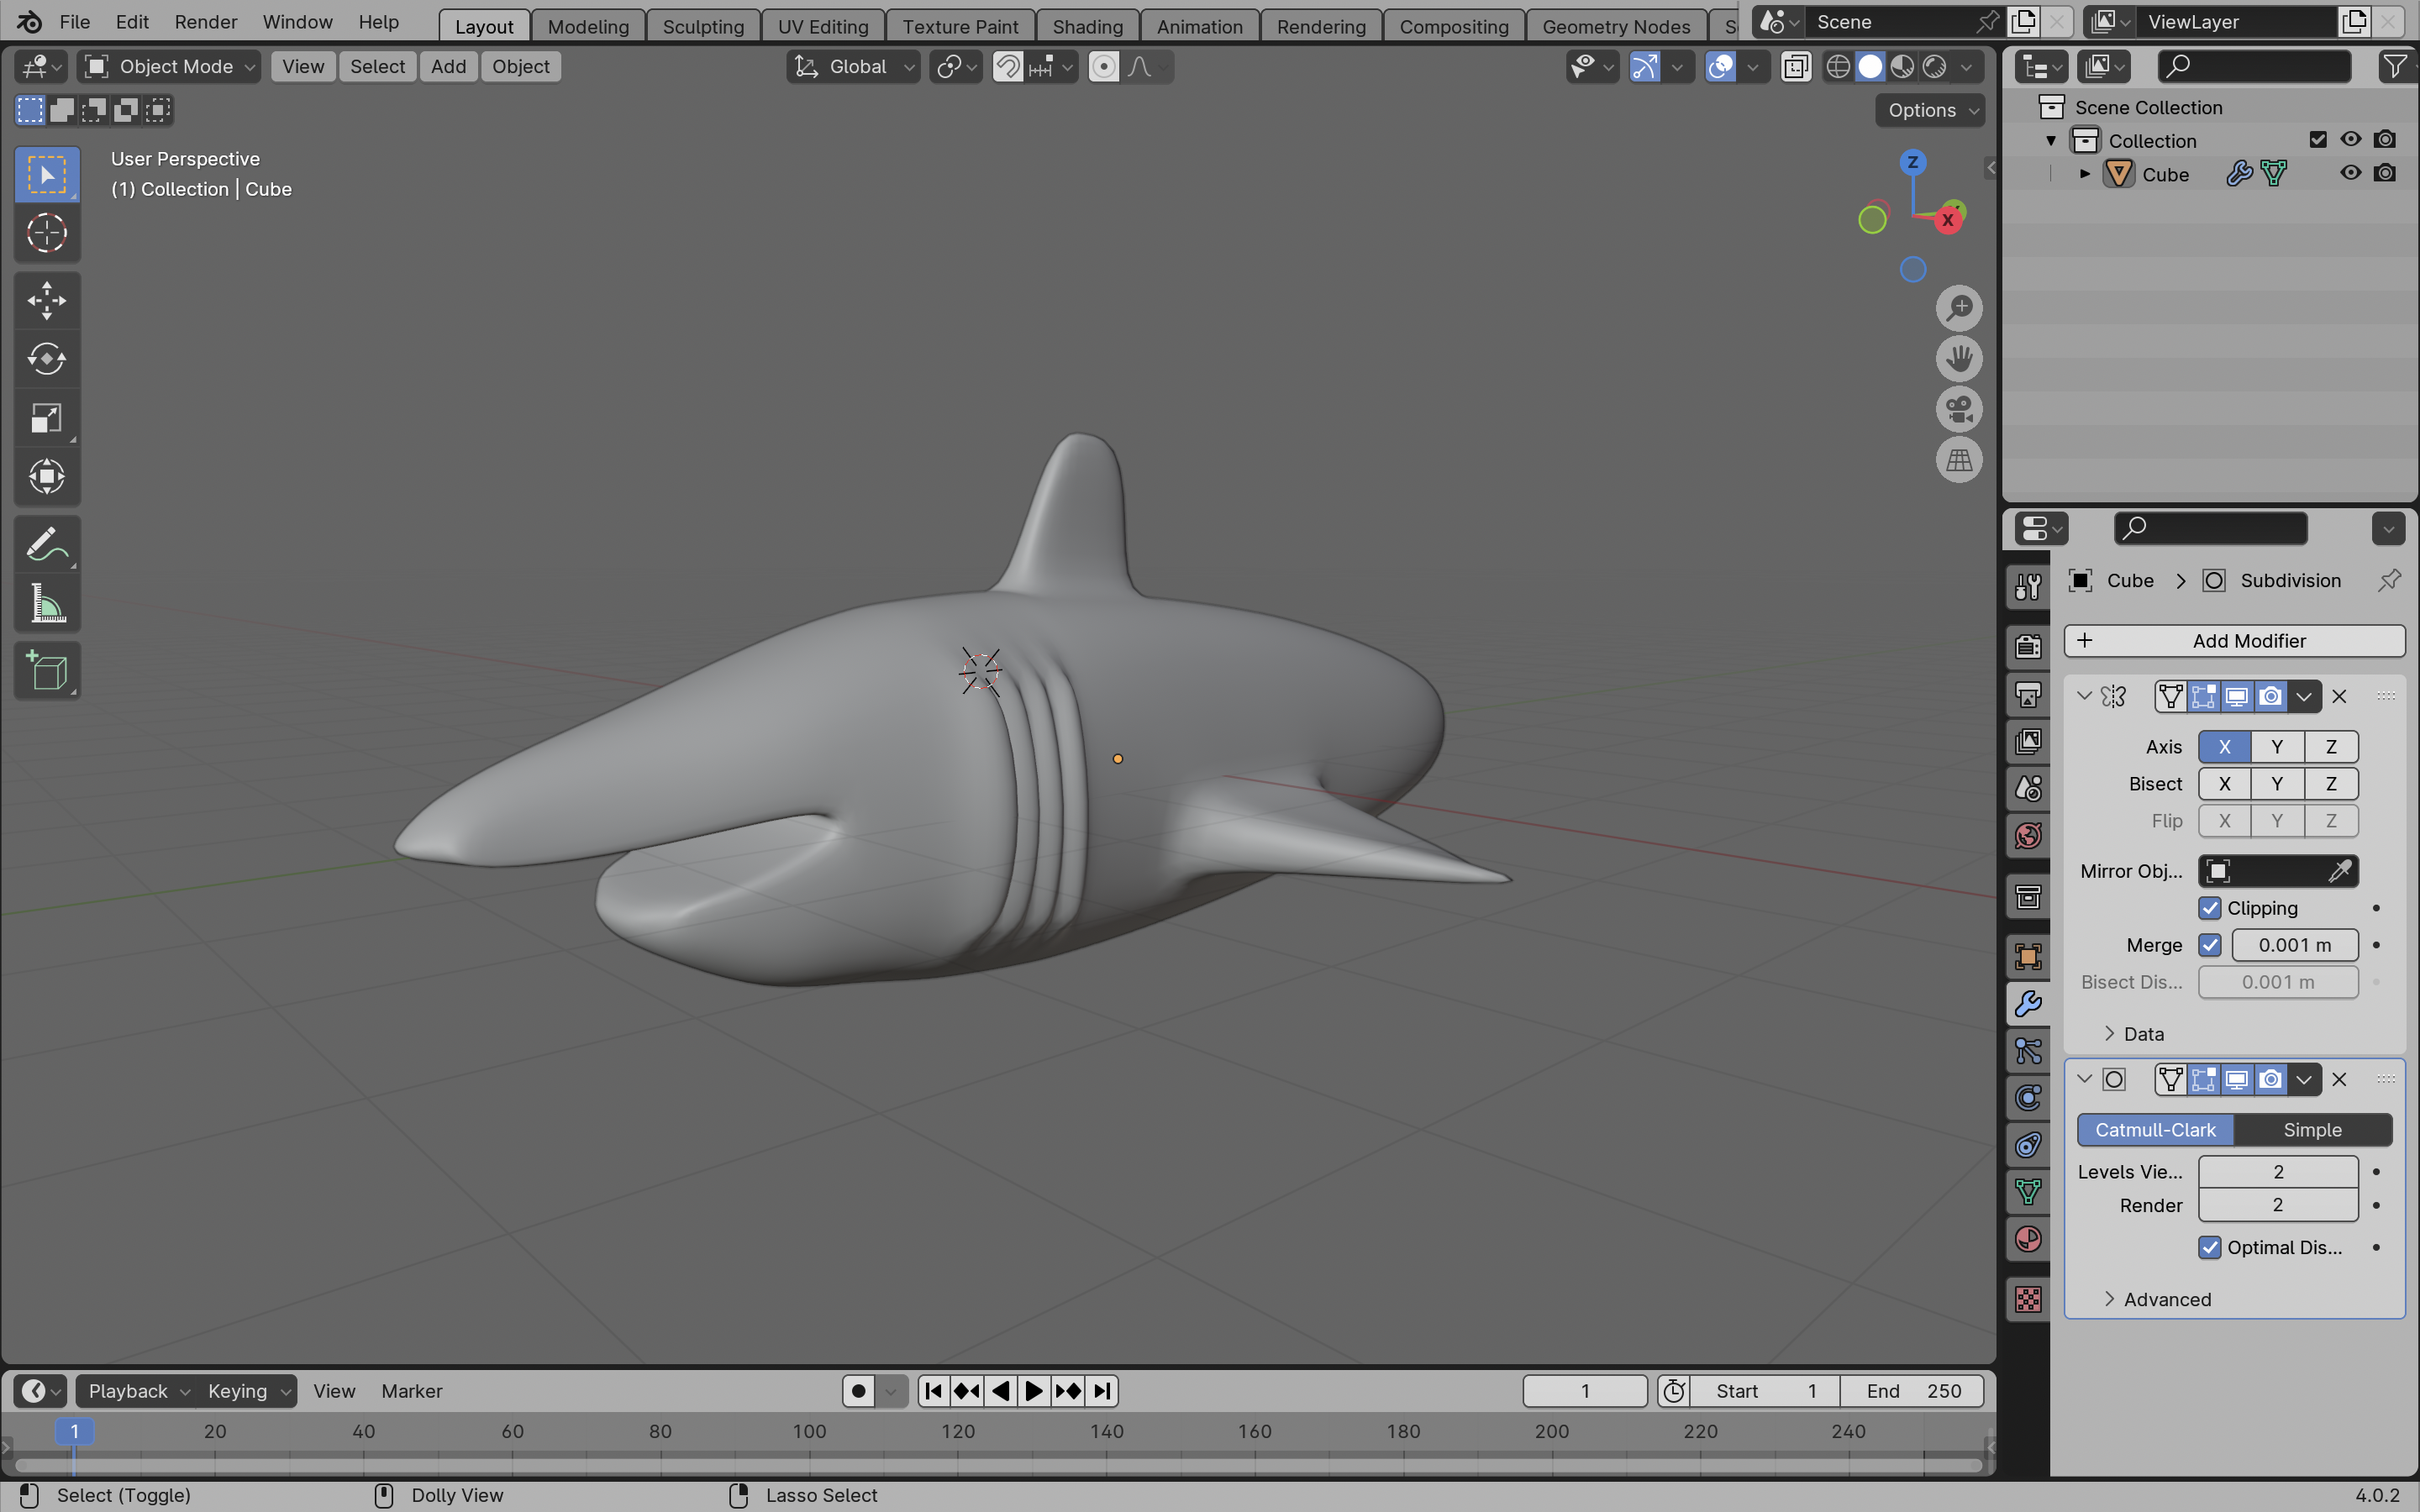 File Edit Render Window Help Layout Modeling Sculpting UV Editing Texture Paint Shading Animation Rendering Compositing Geometry Nodes Scene ViewLayer
Object Mode View Select Add Object Global
Options
User Perspective
(1) Collection | Cube
Z
X
Scene Collection
Collection
Cube
Cube > Subdivision
+ Add Modifier
Axis X Y Z
Bisect X Y Z
Flip X Y Z
Mirror Obj...
Clipping
Merge 0.001 m
Bisect Dis... 0.001 m
Data
Catmull-Clark Simple
Levels Vie... 2
Render 2
Optimal Dis...
Advanced
Playback Keying View Marker 1 Start 1 End 250
1 20 40 60 80 100 120 140 160 180 200 220 240
Select (Toggle) Dolly View Lasso Select 4.0.2